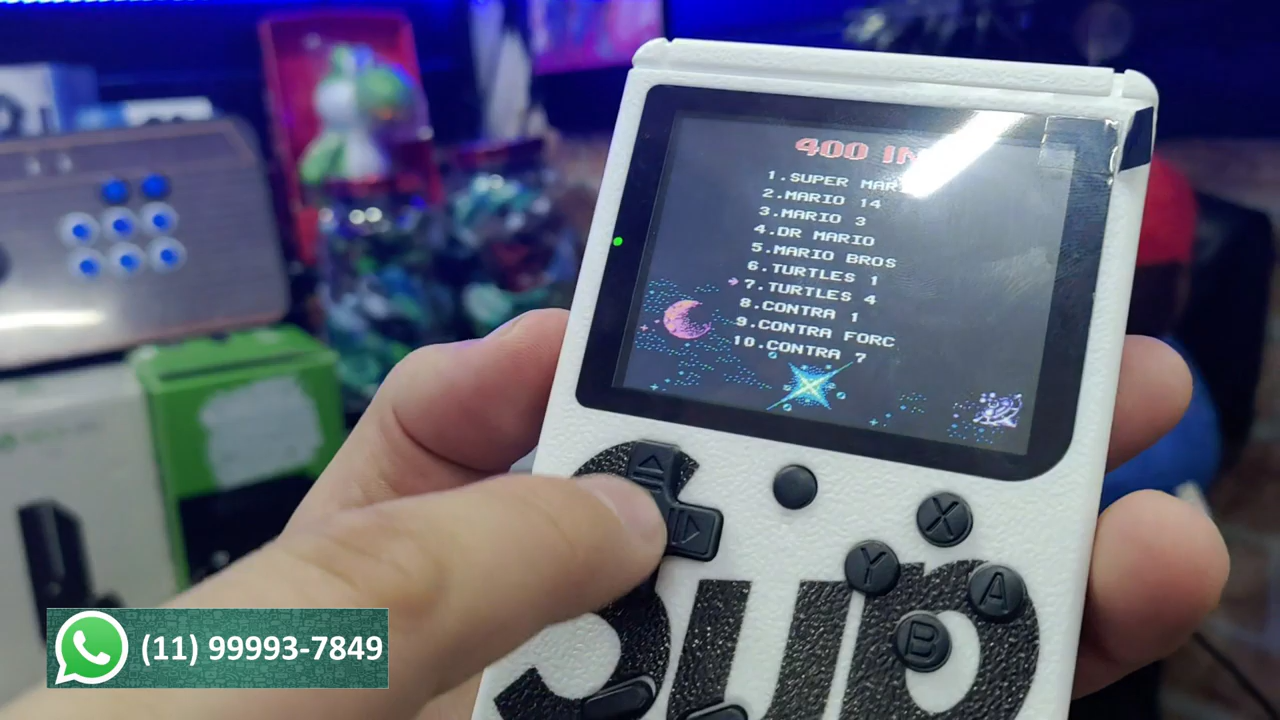 400 IN
1.SUPER MAR
2.MARIO 14
3.MARIO 3
4.DR MARIO
5.MARIO BROS
6.TURTLES 1
7.TURTLES 4
8.CONTRA 1
9.CONTRA FORC
10.CONTRA 7
X
Y
A
B
SUP
(11) 99993-7849